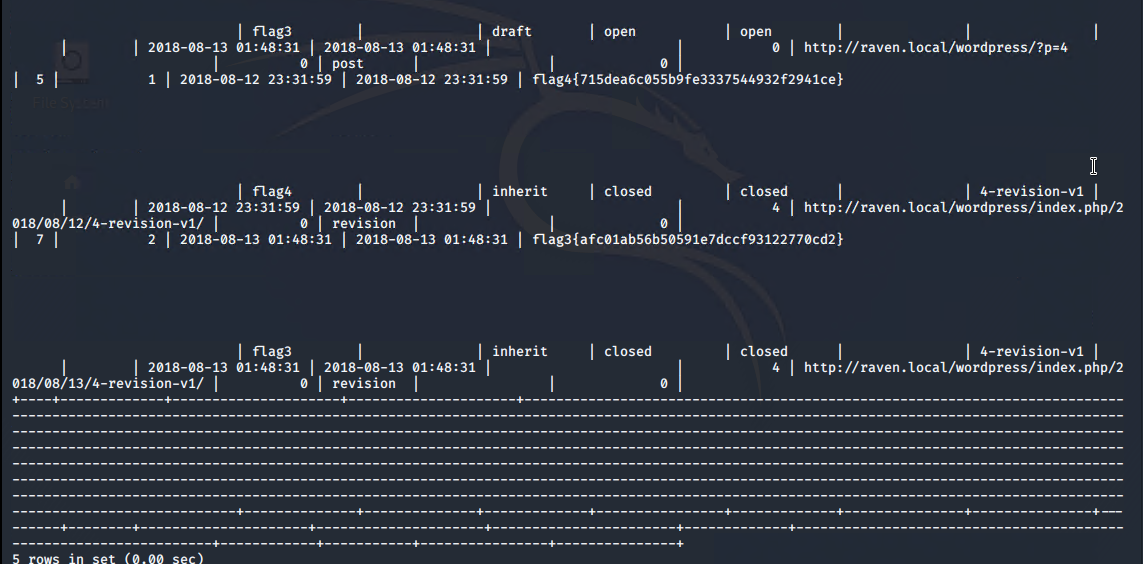 | flag3 | | draft | open | open | | |
| | 2018-08-13 01:48:31 | 2018-08-13 01:48:31 | | 0 | http://raven.local/wordpress/?p=4
| 0 | post | | 0 |
| 5 | 1 | 2018-08-12 23:31:59 | 2018-08-12 23:31:59 | flag4{715dea6c055b9fe3337544932f2941ce}
File System
| flag4 | | inherit | closed | closed | | 4-revision-v1 |
| | 2018-08-12 23:31:59 | 2018-08-12 23:31:59 | | 4 | http://raven.local/wordpress/index.php/2
018/08/12/4-revision-v1/ | 0 | revision | | 0 |
| 7 | 2 | 2018-08-13 01:48:31 | 2018-08-13 01:48:31 | flag3{afc01ab56b50591e7dccf93122770cd2}
| flag3 | | inherit | closed | closed | | 4-revision-v1 |
| | 2018-08-13 01:48:31 | 2018-08-13 01:48:31 | | 4 | http://raven.local/wordpress/index.php/2
018/08/13/4-revision-v1/ | 0 | revision | | 0 |
5 rows in set (0.00 sec)